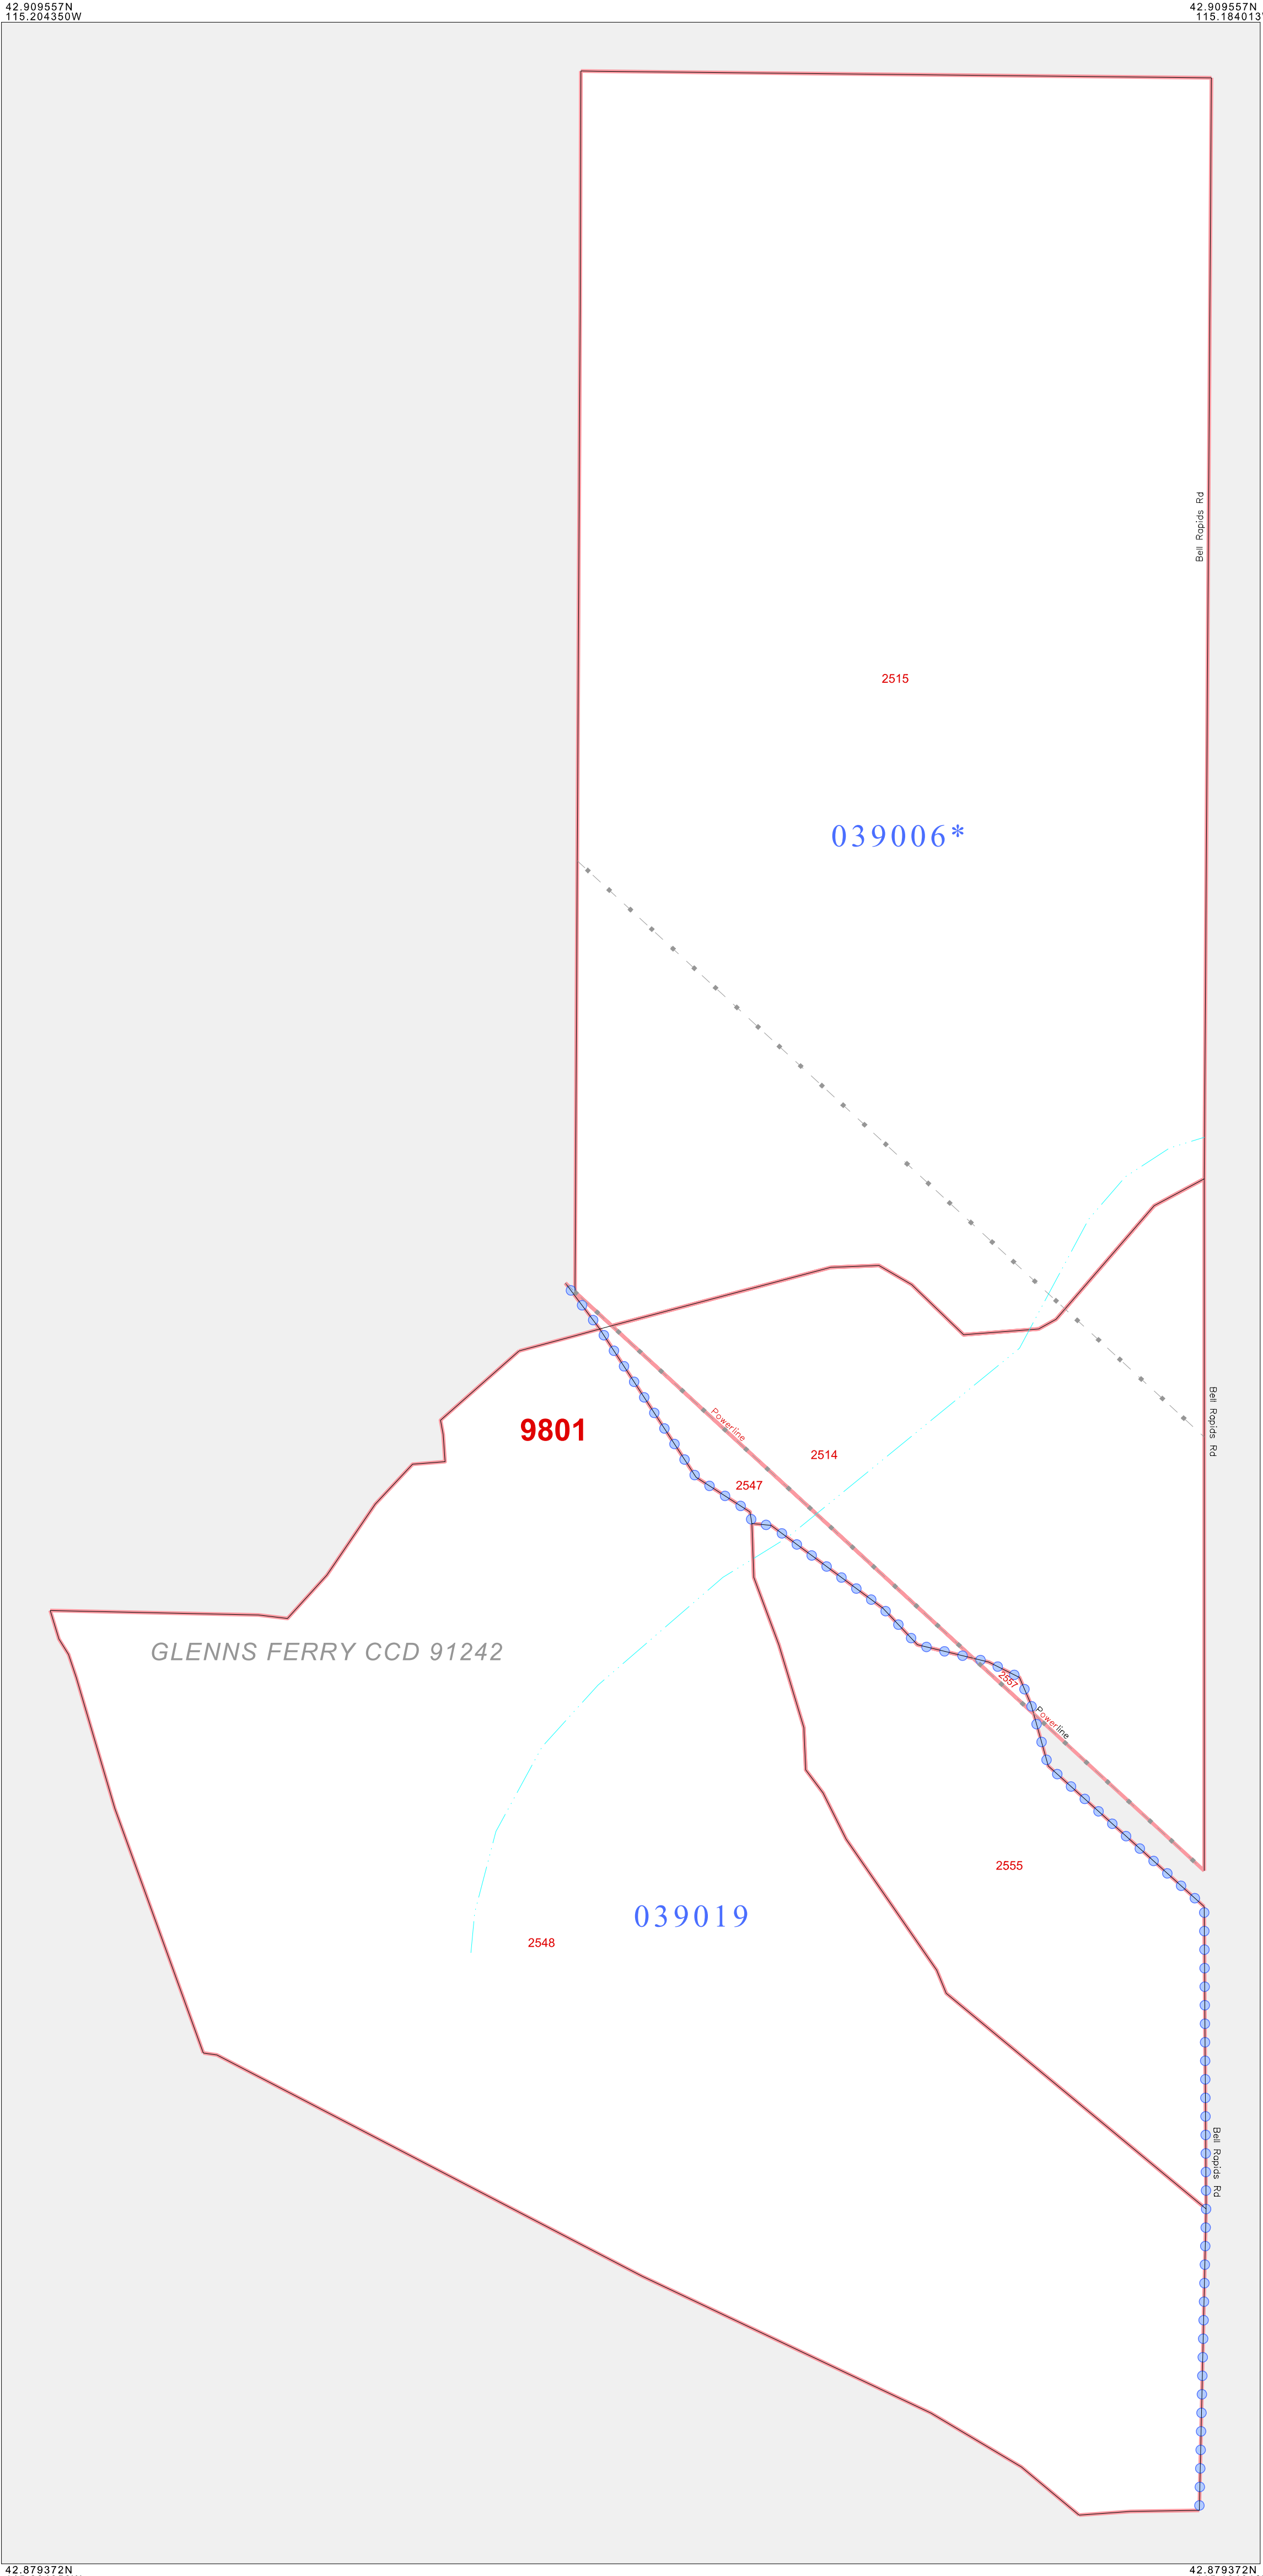 42.909557N
115.204350W
42.909557N
115.184013
Bell Rapids Rd
2515
039006*
Bell Rapids Rd
Powerline
9801
2514
2547
GLENNS FERRY CCD 91242
2557
Powerline
2555
039019
2548
Bell Rapids Rd
42.879372N
42.879372N